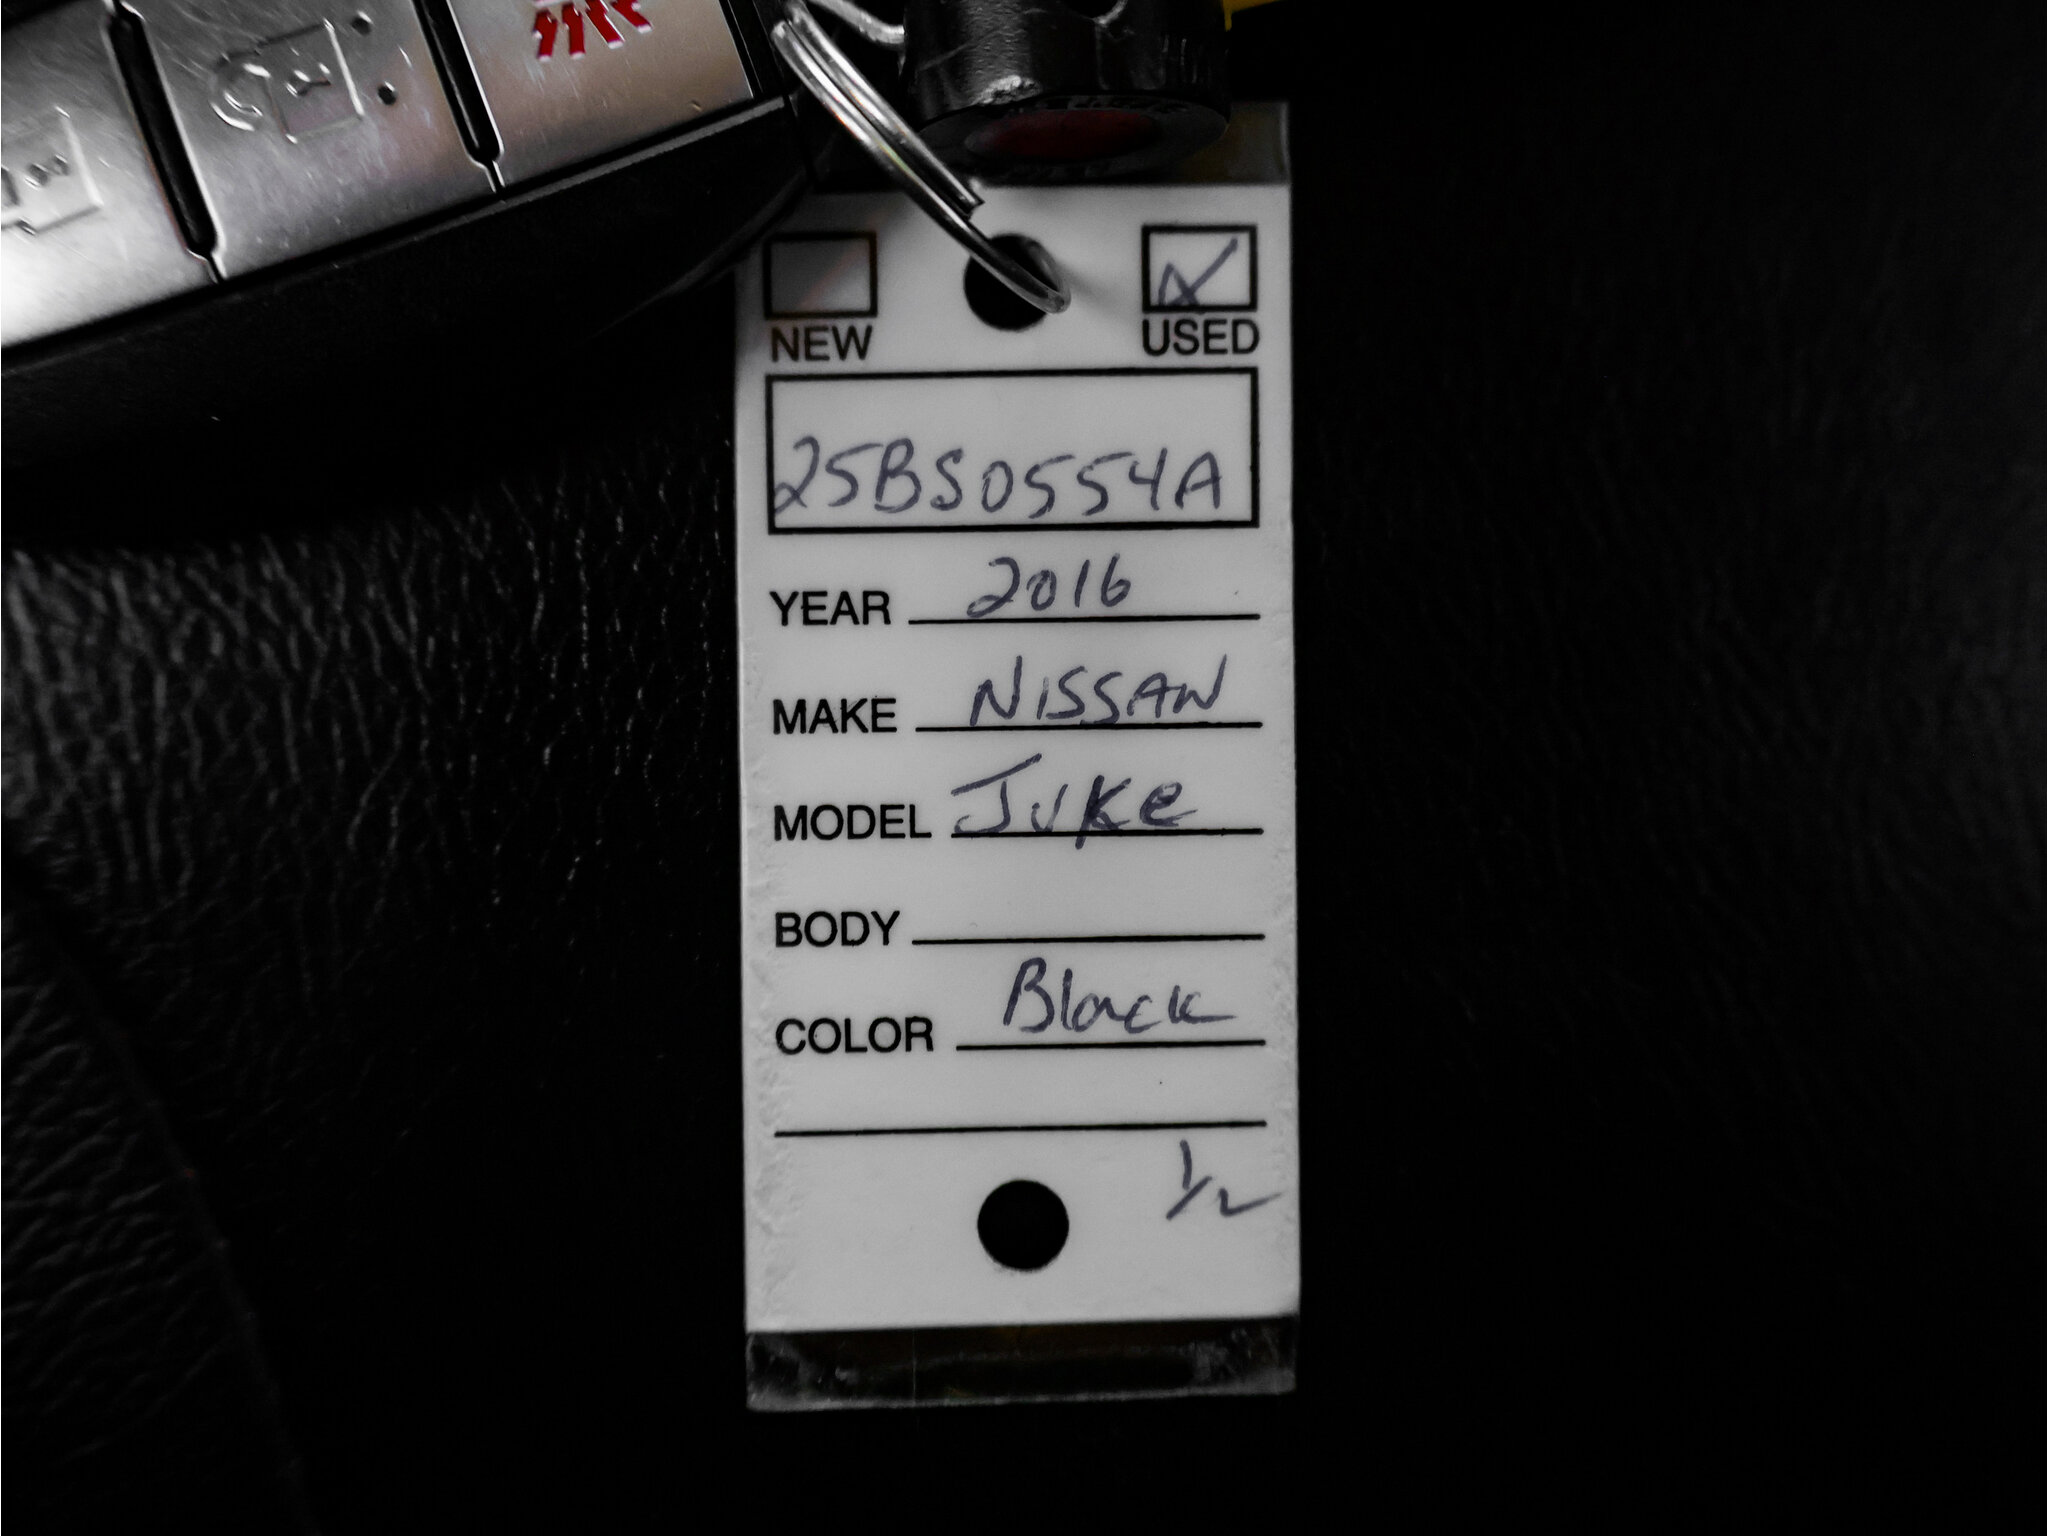 NEW USED
25BS0554A
YEAR 2016
MAKE NISSAN
MODEL Juke
BODY
COLOR Black
1/2